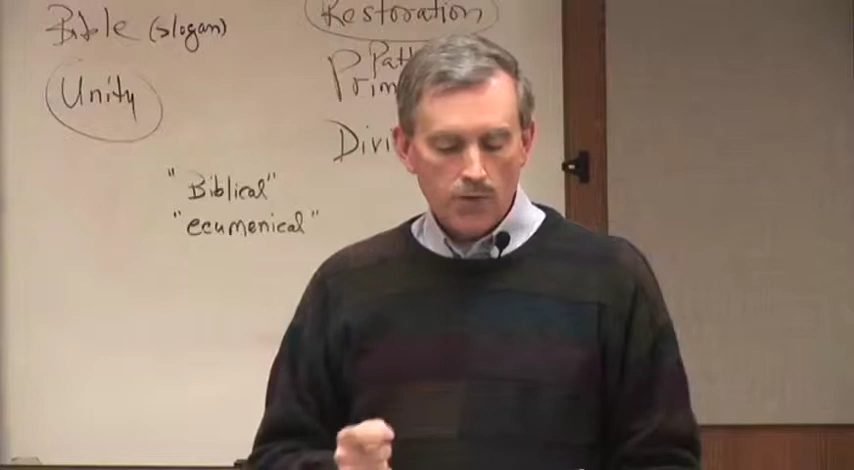 Bible (slogan)
Unity
"Biblical"
"ecumenical"
Restoration